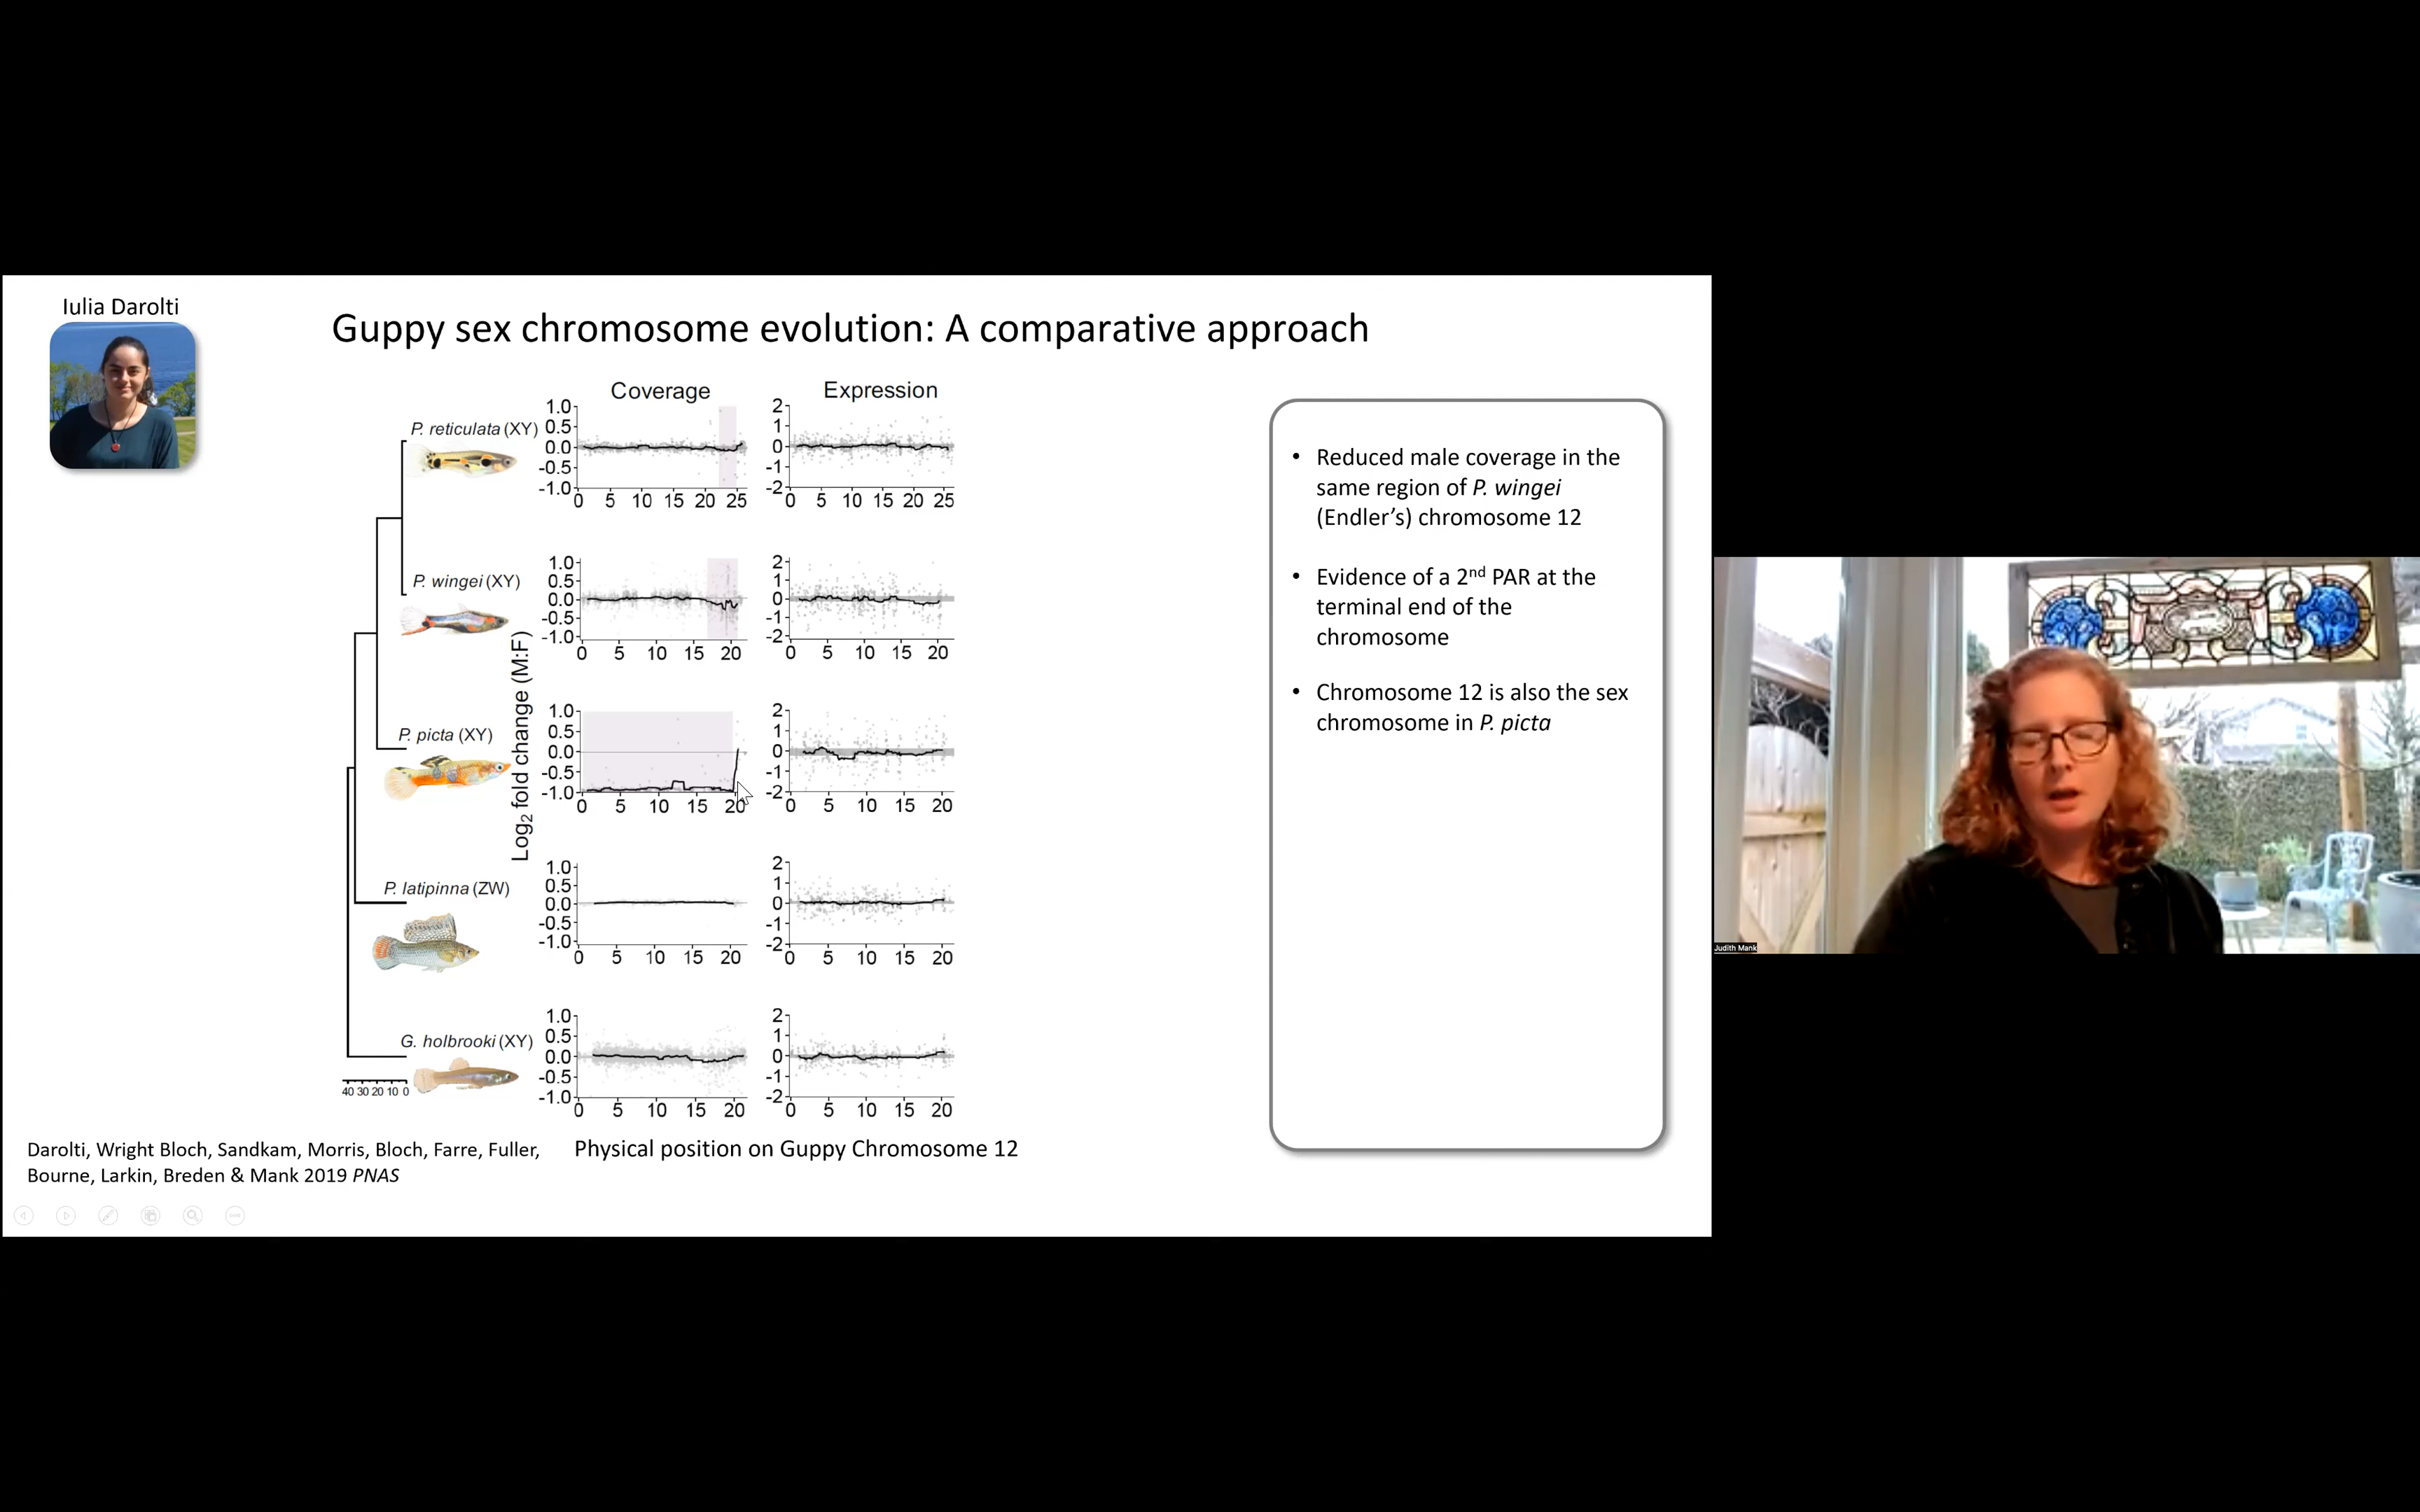 Iulia Darolti
Guppy sex chromosome evolution: A comparative approach
Coverage
Expression
P. reticulata (XY)
1.0
0.5
0.0
-0.5
-1.0
0 5 10 15 20 25
2
1
0
-1
-2
0 5 10 15 20 25
P. wingei (XY)
1.0
0.5
0.0
-0.5
-1.0
0 5 10 15 20
2
1
0
-1
-2
0 5 10 15 20
Log2 fold change (M:F)
P. picta (XY)
1.0
0.5
0.0
-0.5
-1.0
0 5 10 15 20
2
1
0
-1
-2
0 5 10 15 20
P. latipinna (ZW)
1.0
0.5
0.0
-0.5
-1.0
0 5 10 15 20
2
1
0
-1
-2
0 5 10 15 20
G. holbrooki (XY)
1.0
0.5
0.0
-0.5
-1.0
0 5 10 15 20
2
1
0
-1
-2
0 5 10 15 20
40 30 20 10 0
Physical position on Guppy Chromosome 12
Darolti, Wright Bloch, Sandkam, Morris, Bloch, Farre, Fuller,
Bourne, Larkin, Breden & Mank 2019 PNAS
• Reduced male coverage in the
same region of P. wingei
(Endler’s) chromosome 12
• Evidence of a 2nd PAR at the
terminal end of the
chromosome
• Chromosome 12 is also the sex
chromosome in P. picta
Judith Mank